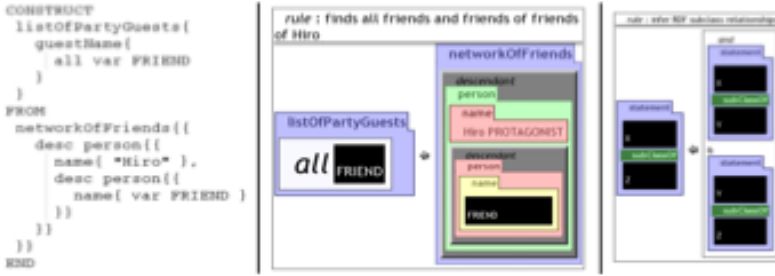 CONSTRUCT
listOfPartyGuests{
guestName{
all var FRIEND
}
}
FROM
networkOfFriends{{
desc person{{
name{ "Hiro" },
desc person{{
name{ var FRIEND }
}}
}}
}}
END
rule : finds all friends and friends of friends
of Hiro
networkOfFriends
descendant
person
name
Hiro PROTAGONIST
listOfPartyGuests
all FRIEND
descendant
person
name
FRIEND
rule : infer RDF subclass relationship
and
statement
X
subClassOf
Y
statement
X
subClassOf
Z
statement
Y
subClassOf
Z